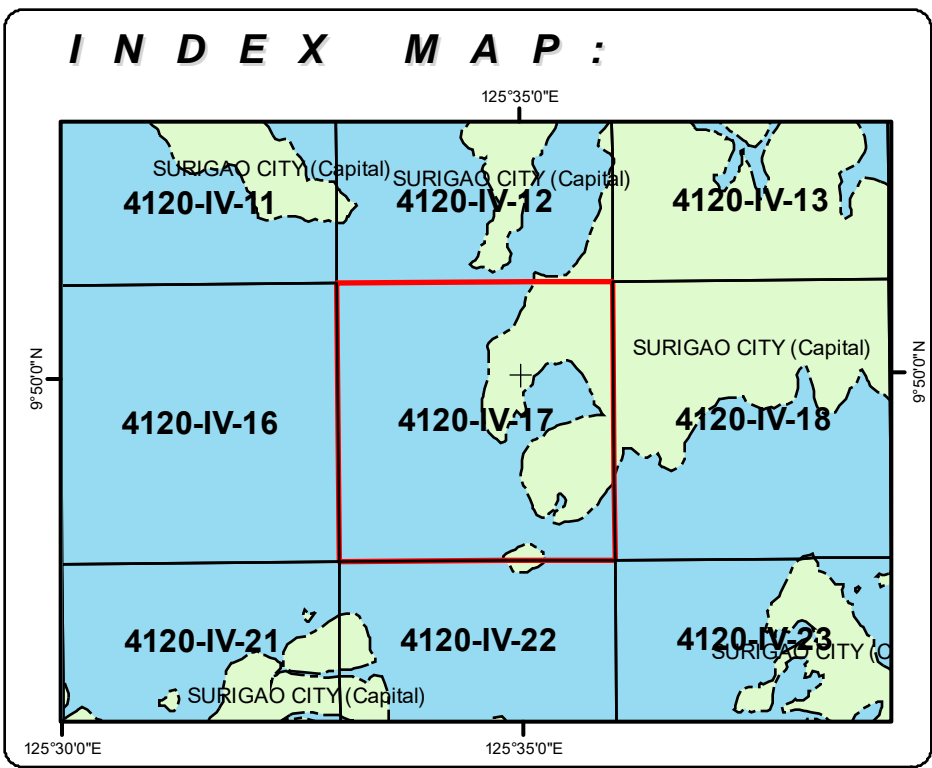 INDEX MAP:
125°35'0"E
SURIGAO CITY (Capital)
SURIGAO CITY (Capital)
4120-IV-11
4120-IV-12
4120-IV-13
SURIGAO CITY (Capital)
9°50'0"N
9°50'0"N
4120-IV-16
4120-IV-17
4120-IV-18
4120-IV-21
4120-IV-22
4120-IV-23
SURIGAO CITY (C
SURIGAO CITY (Capital)
125°30'0"E
125°35'0"E